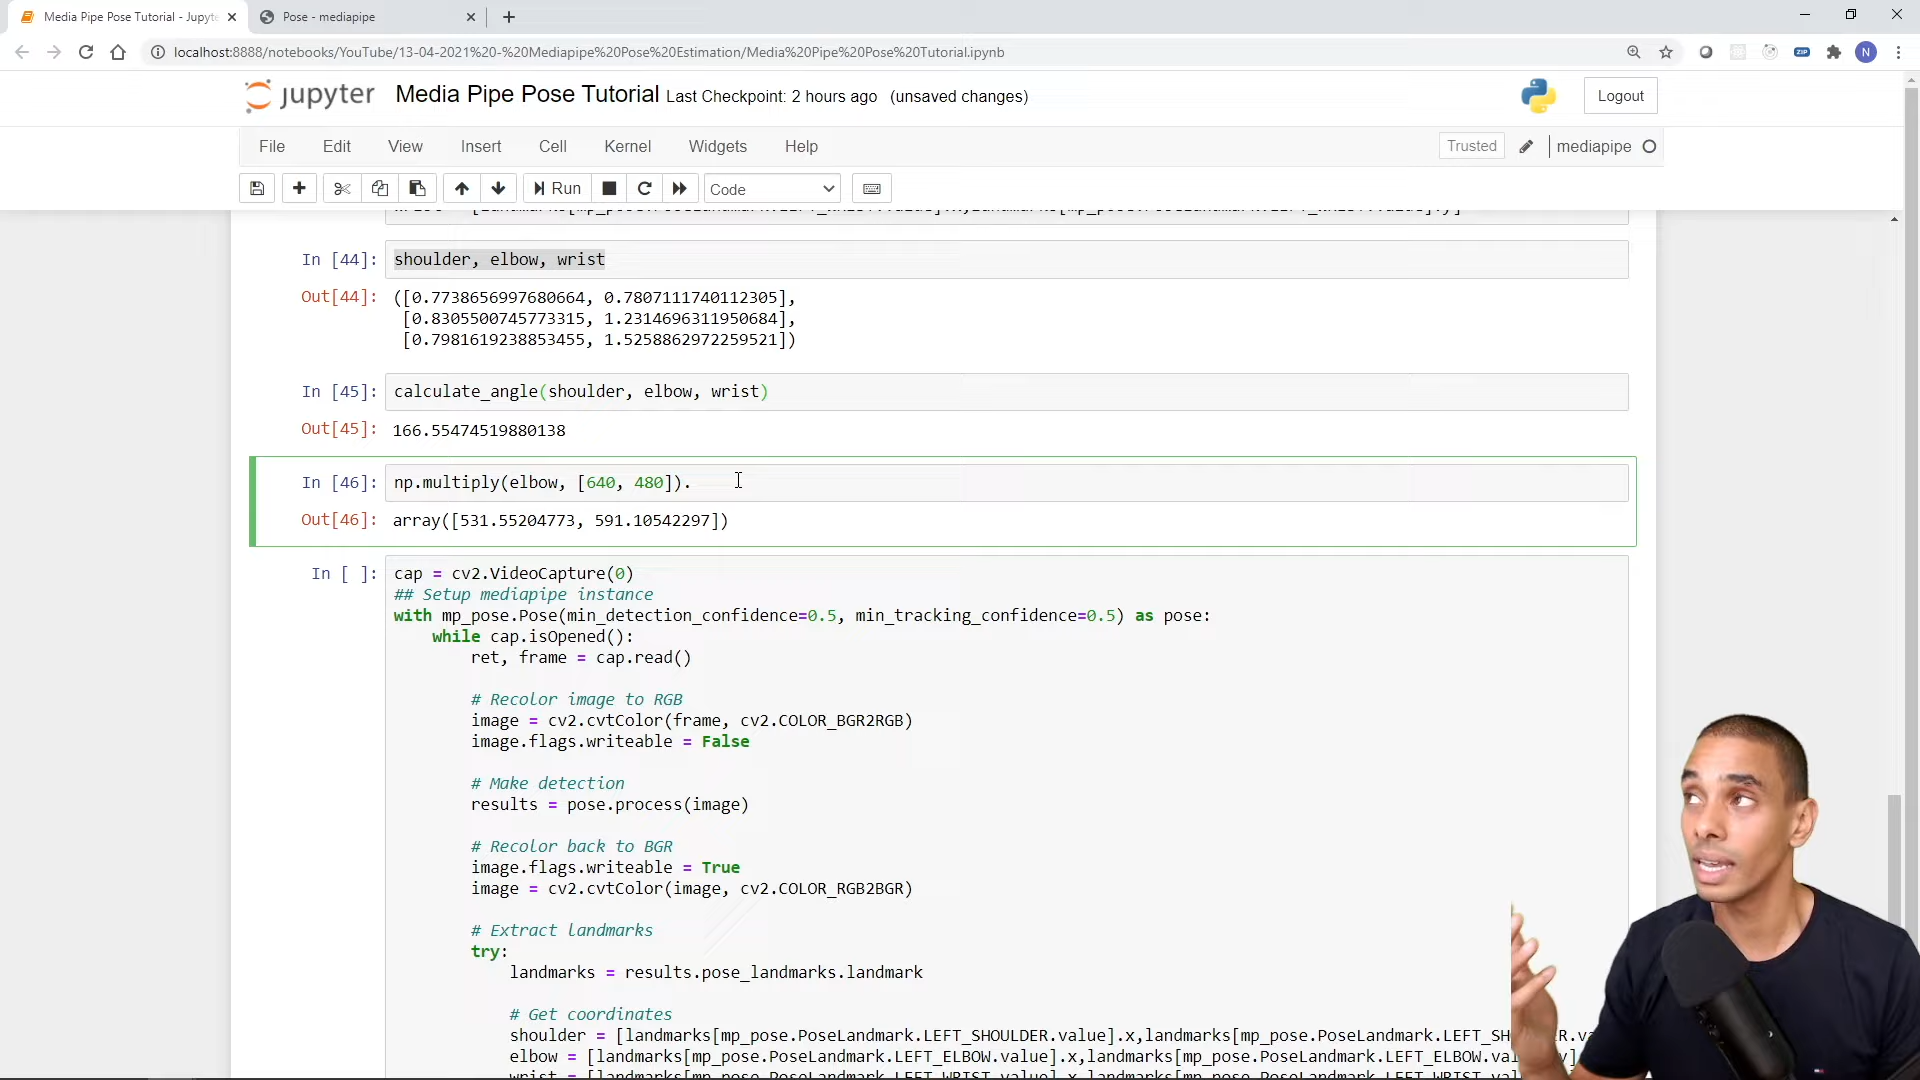 Media Pipe Pose Tutorial - Jupyte
Pose - mediapipe
localhost:8888/notebooks/YouTube/13-04-2021%20-%20Mediapipe%20Pose%20Estimation/Media%20Pipe%20Pose%20Tutorial.ipynb
ZIP
N
jupyter Media Pipe Pose Tutorial Last Checkpoint: 2 hours ago (unsaved changes)
Logout
File Edit View Insert Cell Kernel Widgets Help
Trusted
mediapipe
Run
Code
In [44]: shoulder, elbow, wrist
Out[44]: ([0.7738656997680664, 0.7807111740112305],
[0.8305500745773315, 1.2314696311950684],
[0.7981619238853455, 1.5258862972259521])
In [45]: calculate_angle(shoulder, elbow, wrist)
Out[45]: 166.55474519880138
In [46]: np.multiply(elbow, [640, 480]).
Out[46]: array([531.55204773, 591.10542297])
In [ ]: cap = cv2.VideoCapture(0)
## Setup mediapipe instance
with mp_pose.Pose(min_detection_confidence=0.5, min_tracking_confidence=0.5) as pose:
while cap.isOpened():
ret, frame = cap.read()
# Recolor image to RGB
image = cv2.cvtColor(frame, cv2.COLOR_BGR2RGB)
image.flags.writeable = False
# Make detection
results = pose.process(image)
# Recolor back to BGR
image.flags.writeable = True
image = cv2.cvtColor(image, cv2.COLOR_RGB2BGR)
# Extract landmarks
try:
landmarks = results.pose_landmarks.landmark
# Get coordinates
shoulder = [landmarks[mp_pose.PoseLandmark.LEFT_SHOULDER.value].x,landmarks[mp_pose.PoseLandmark.LEFT_SH
elbow = [landmarks[mp_pose.PoseLandmark.LEFT_ELBOW.value].x,landmarks[mp_pose.PoseLandmark.LEFT_ELBOW.val